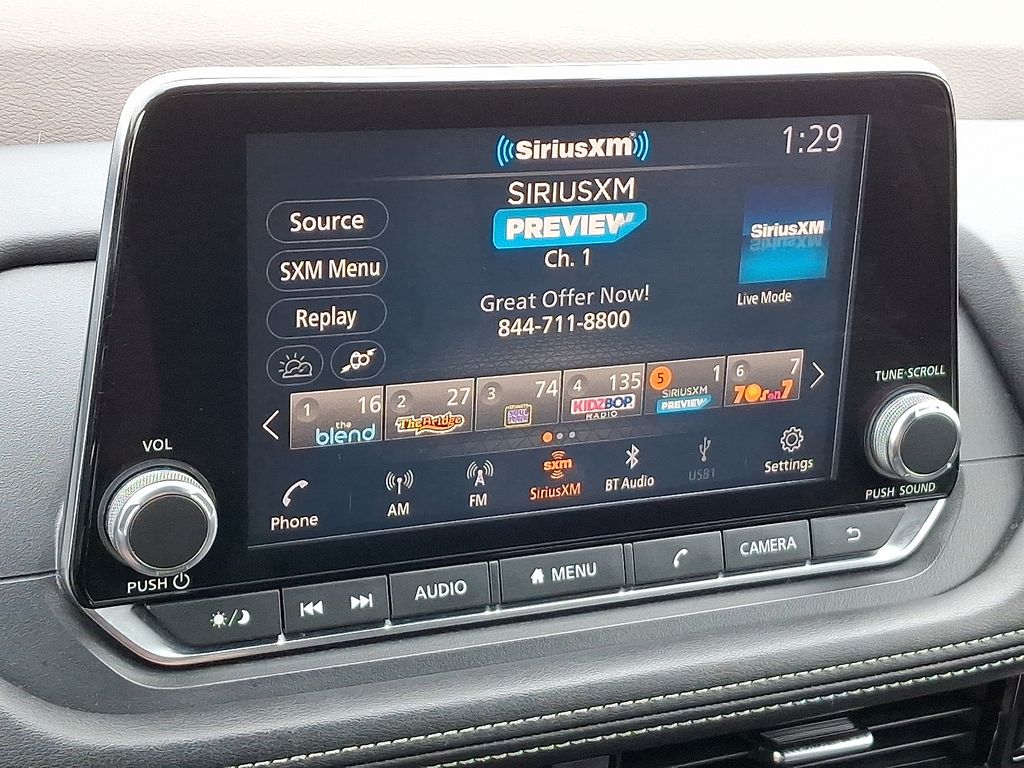 SiriusXM
1:29
SIRIUSXM
PREVIEW
Ch. 1
Great Offer Now!
844-711-8800
Source
SXM Menu
Replay
SiriusXM
Live Mode
1 16 the blend
2 27 The Bridge
3 74
4 135 KIDZBOP RADIO
5 1 SIRIUSXM PREVIEW
6 7 70s on 7
Phone
AM
FM
sxm
SiriusXM
BT Audio
USB1
Settings
VOL
PUSH
TUNE·SCROLL
PUSH SOUND
AUDIO
MENU
CAMERA